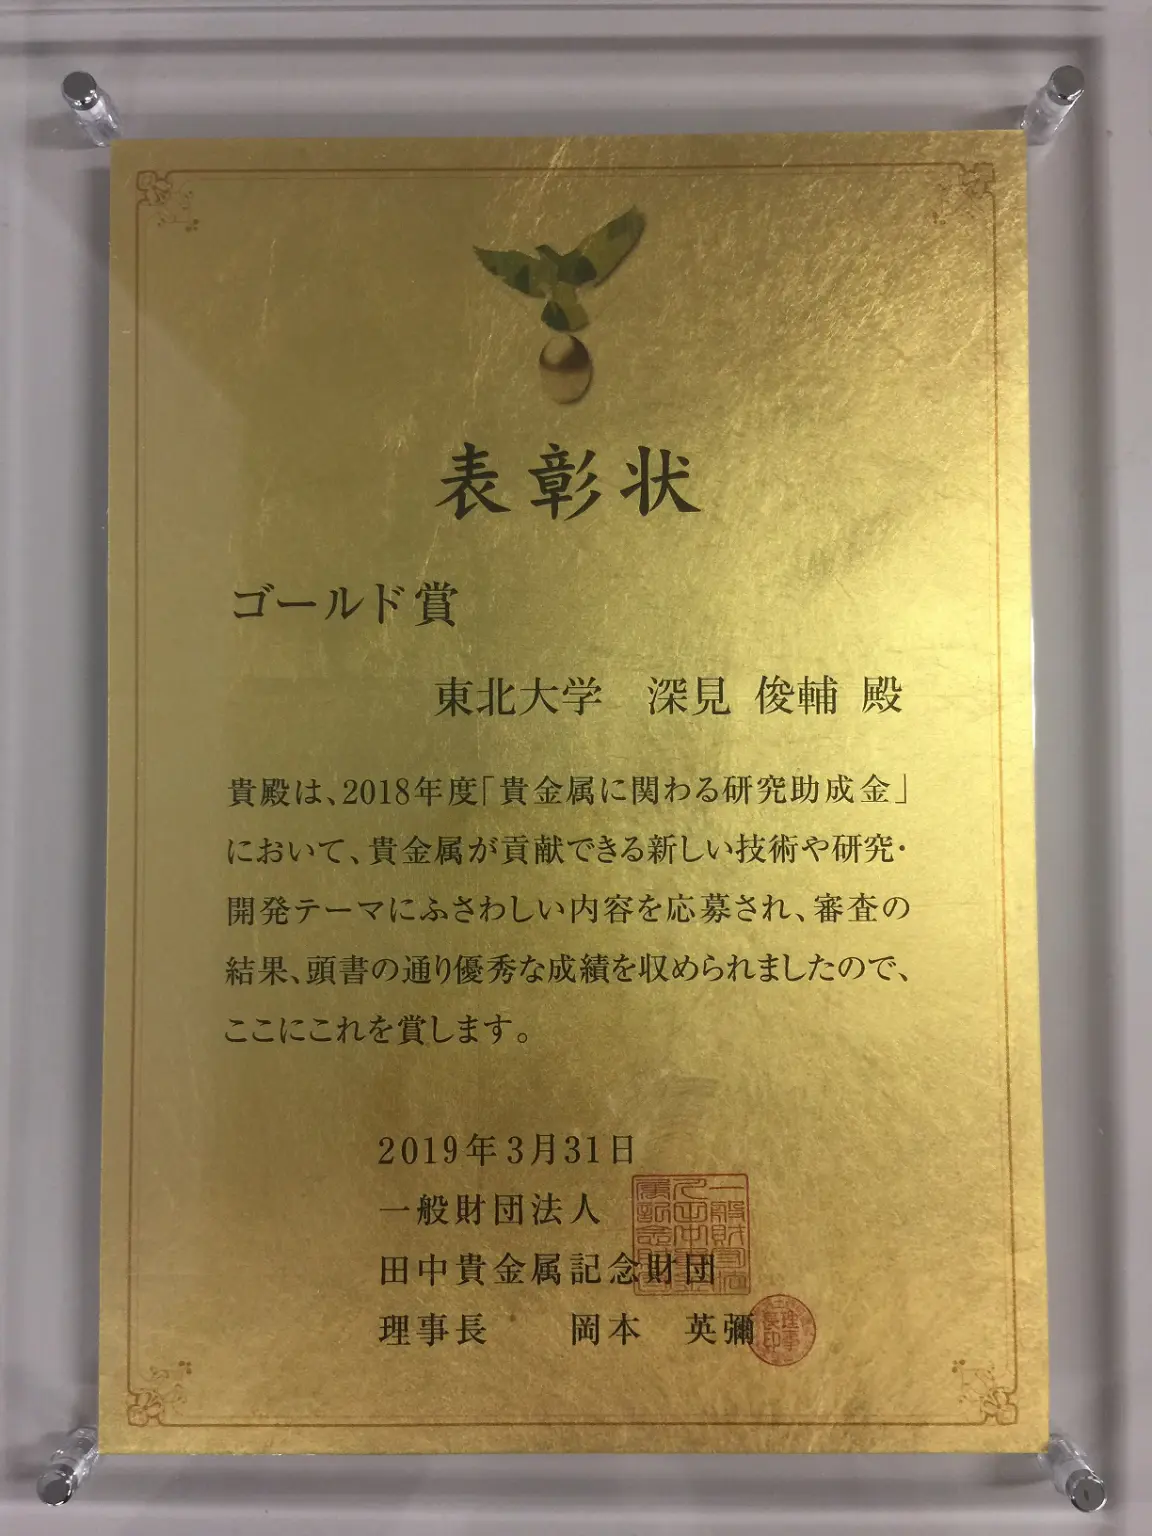 表彰状
ゴールド賞
東北大学　深見 俊輔 殿
貴殿は、2018年度「貴金属に関わる研究助成金」
において、貴金属が貢献できる新しい技術や研究・
開発テーマにふさわしい内容を応募され、審査の
結果、頭書の通り優秀な成績を収められましたので、
ここにこれを賞します。
2019年3月31日
一般財団法人
田中貴金属記念財団
理事長　岡本　英彌